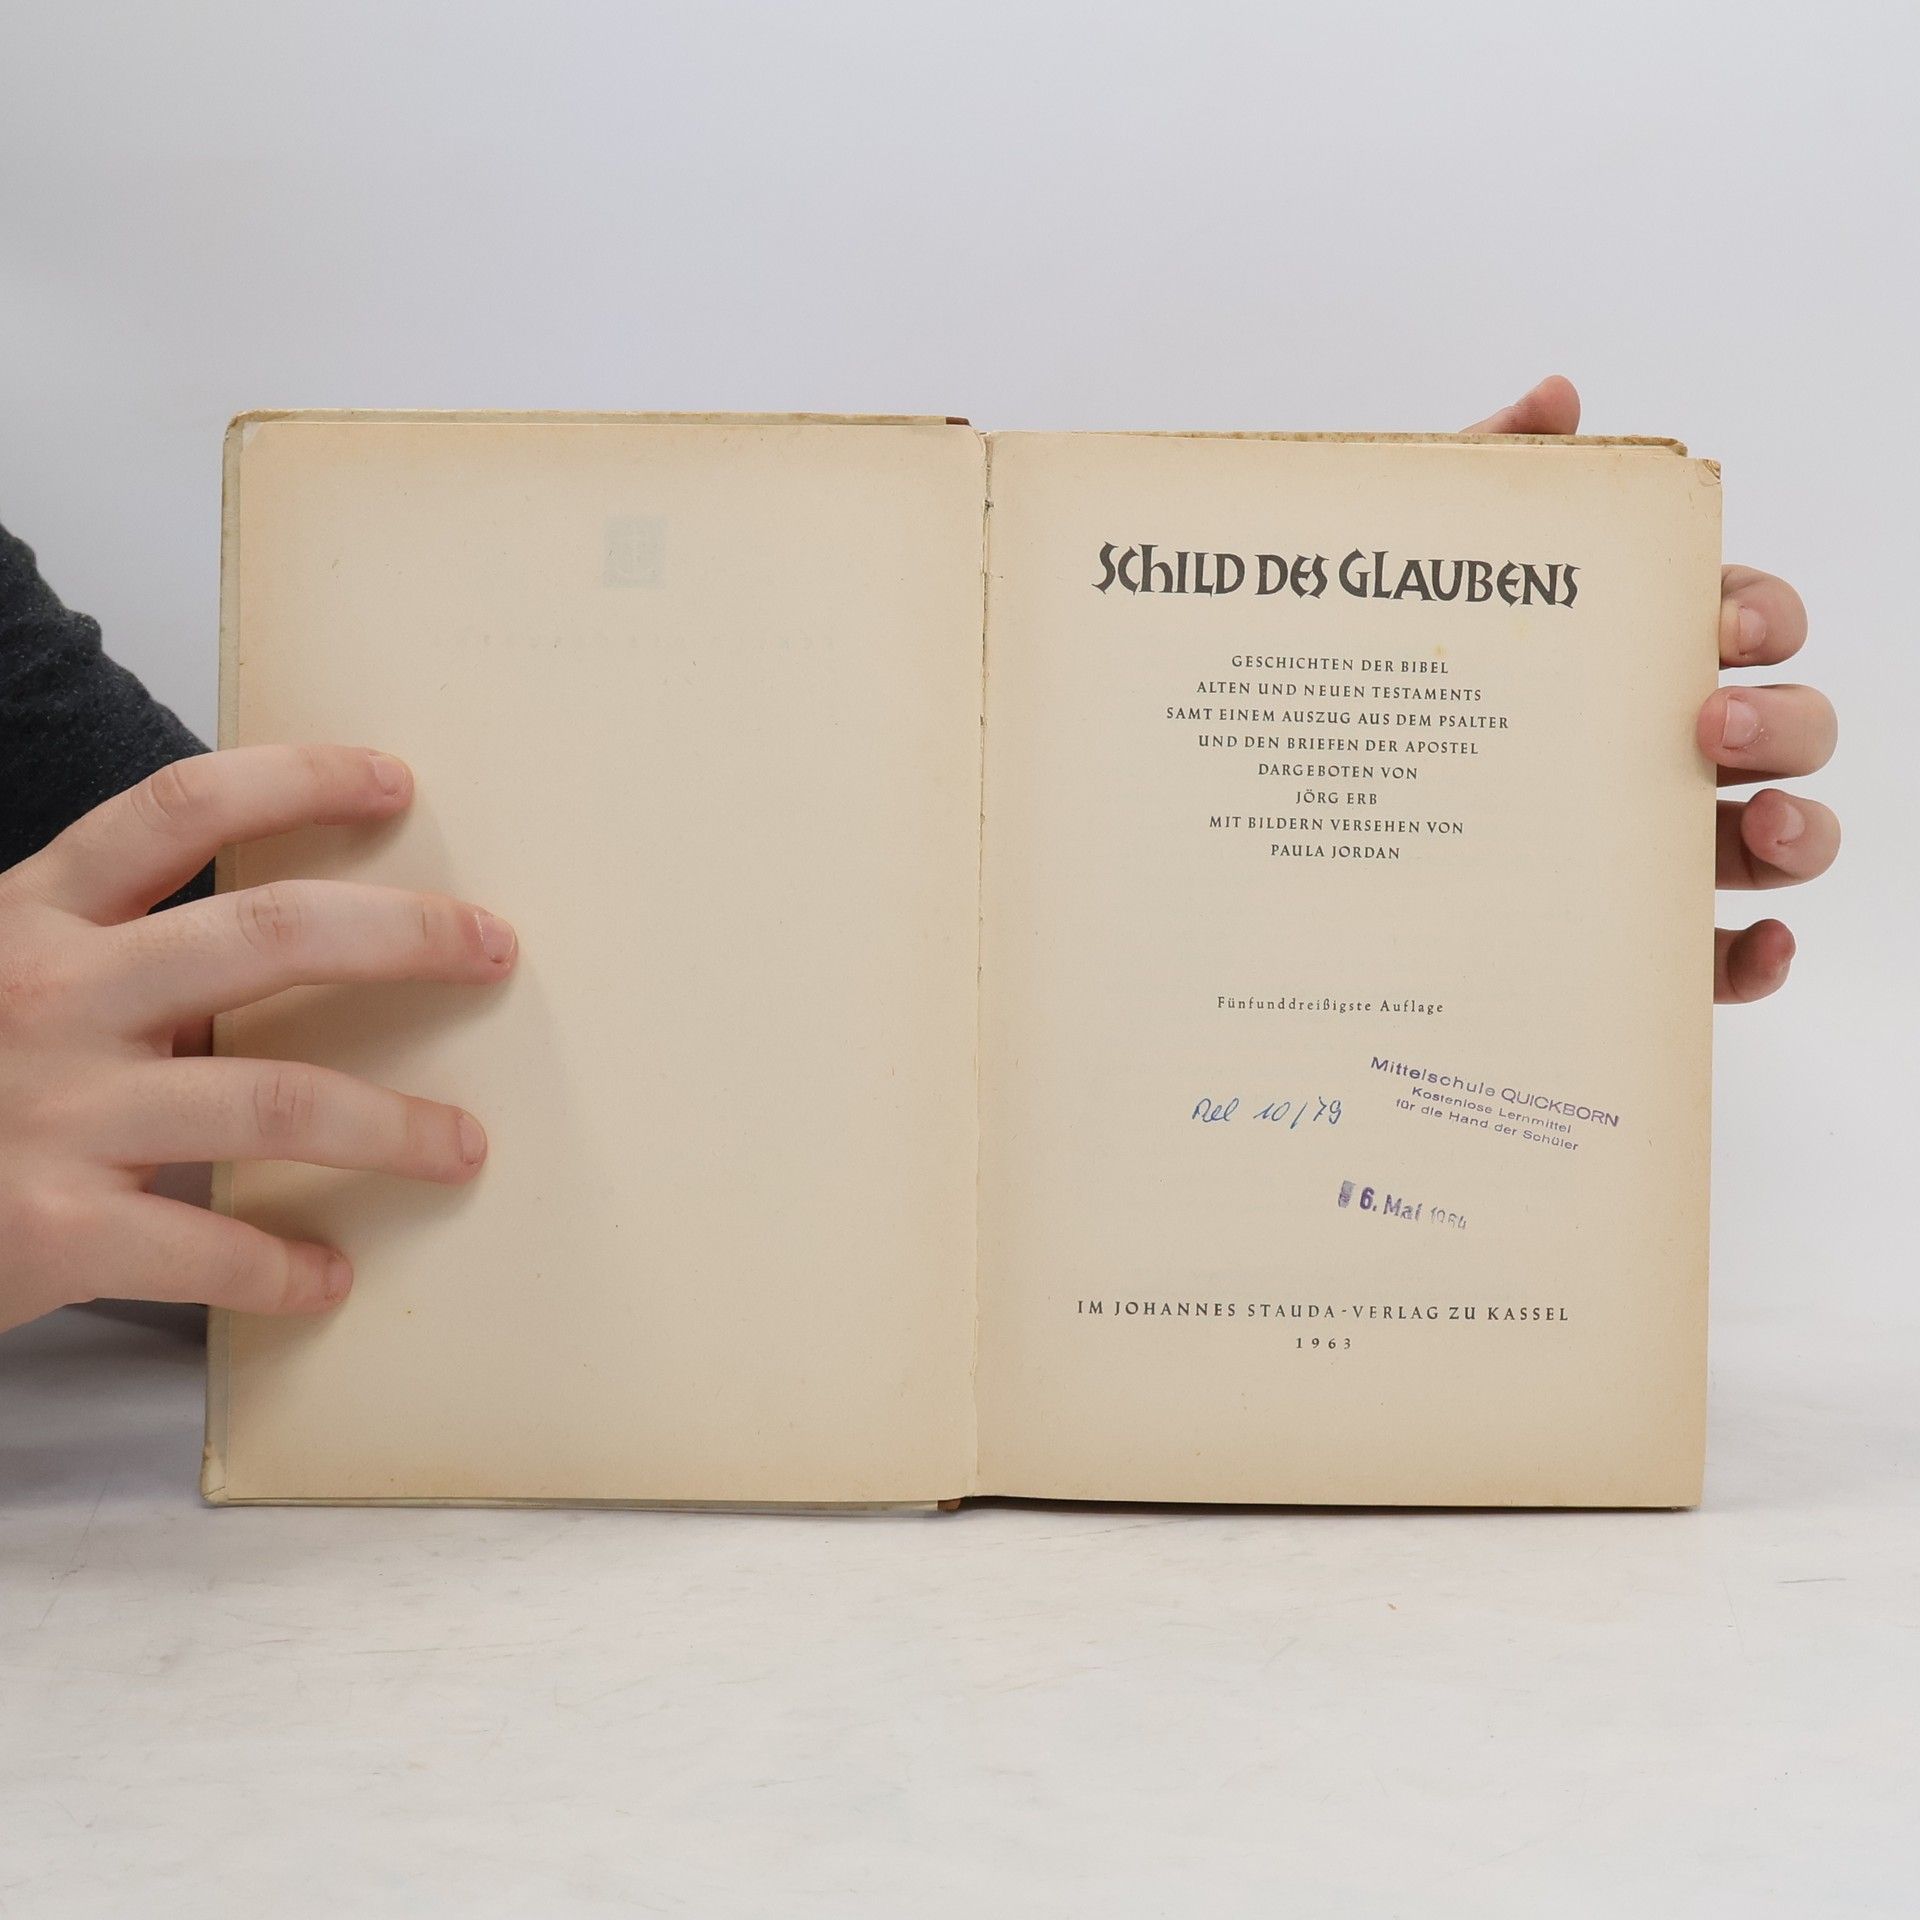 SCHILD DES GLAUBENS
GESCHICHTEN DER BIBEL
ALTEN UND NEUEN TESTAMENTS
SAMT EINEM AUSZUG AUS DEM PSALTER
UND DEN BRIEFEN DER APOSTEL
DARGEBOTEN VON
JÖRG ERB
MIT BILDERN VERSEHEN VON
PAULA JORDAN
Fünfunddreißigste Auflage
Mittelschule QUICKBORN
Kostenlose Lernmittel
für die Hand der Schüler
10/79
6. Mai 1964
IM JOHANNES STAUDA-VERLAG ZU KASSEL
1963